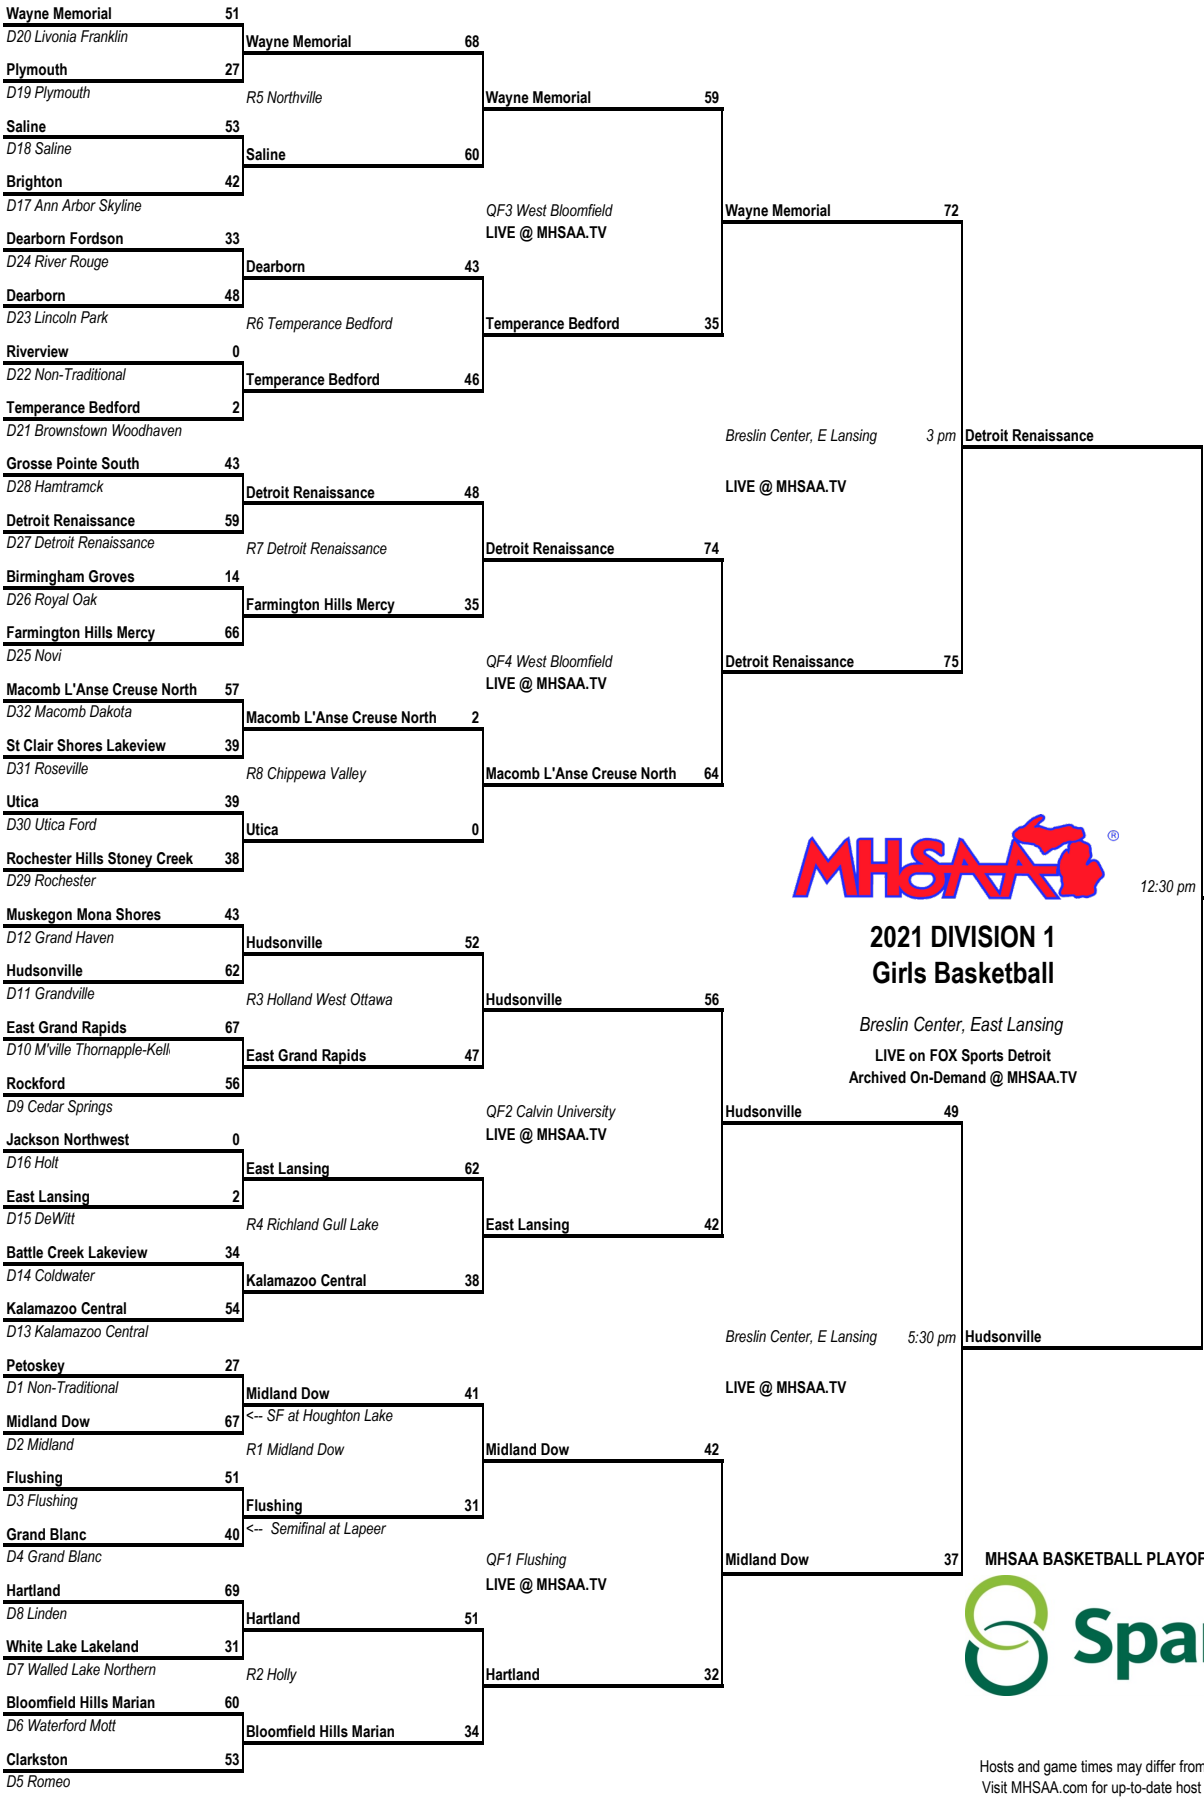 Wayne Memorial 51
D20 Livonia Franklin
Plymouth 27
D19 Plymouth
Saline 53
D18 Saline
Brighton 42
D17 Ann Arbor Skyline
Dearborn Fordson 33
D24 River Rouge
Dearborn 48
D23 Lincoln Park
Riverview 0
D22 Non-Traditional
Temperance Bedford 2
D21 Brownstown Woodhaven
Grosse Pointe South 43
D28 Hamtramck
Detroit Renaissance 59
D27 Detroit Renaissance
Birmingham Groves 14
D26 Royal Oak
Farmington Hills Mercy 66
D25 Novi
Macomb L'Anse Creuse North 57
D32 Macomb Dakota
St Clair Shores Lakeview 39
D31 Roseville
Utica 39
D30 Utica Ford
Rochester Hills Stoney Creek 38
D29 Rochester
Muskegon Mona Shores 43
D12 Grand Haven
Hudsonville 62
D11 Grandville
East Grand Rapids 67
D10 M'ville Thornapple-Kell
Rockford 56
D9 Cedar Springs
Jackson Northwest 0
D16 Holt
East Lansing 2
D15 DeWitt
Battle Creek Lakeview 34
D14 Coldwater
Kalamazoo Central 54
D13 Kalamazoo Central
Petoskey 27
D1 Non-Traditional
Midland Dow 67
D2 Midland
Flushing 51
D3 Flushing
Grand Blanc 40
D4 Grand Blanc
Hartland 69
D8 Linden
White Lake Lakeland 31
D7 Walled Lake Northern
Bloomfield Hills Marian 60
D6 Waterford Mott
Clarkston 53
D5 Romeo
Wayne Memorial 68
R5 Northville
Saline 60
Dearborn 43
R6 Temperance Bedford
Temperance Bedford 46
Detroit Renaissance 48
R7 Detroit Renaissance
Farmington Hills Mercy 35
Macomb L'Anse Creuse North 2
R8 Chippewa Valley
Utica 0
Hudsonville 52
R3 Holland West Ottawa
East Grand Rapids 47
East Lansing 62
R4 Richland Gull Lake
Kalamazoo Central 38
Midland Dow 41
<-- SF at Houghton Lake
R1 Midland Dow
Flushing 31
<-- Semifinal at Lapeer
Hartland 51
R2 Holly
Bloomfield Hills Marian 34
Wayne Memorial 59
QF3 West Bloomfield
LIVE @ MHSAA.TV
Temperance Bedford 35
Detroit Renaissance 74
QF4 West Bloomfield
LIVE @ MHSAA.TV
Macomb L'Anse Creuse North 64
Hudsonville 56
QF2 Calvin University
LIVE @ MHSAA.TV
East Lansing 42
Midland Dow 42
QF1 Flushing
LIVE @ MHSAA.TV
Hartland 32
Wayne Memorial 72
Breslin Center, E Lansing 3 pm
LIVE @ MHSAA.TV
Detroit Renaissance 75
Hudsonville 49
Breslin Center, E Lansing 5:30 pm
LIVE @ MHSAA.TV
Midland Dow 37
Detroit Renaissance
12:30 pm
Hudsonville
MHSAA ®
2021 DIVISION 1
Girls Basketball
Breslin Center, East Lansing
LIVE on FOX Sports Detroit
Archived On-Demand @ MHSAA.TV
MHSAA BASKETBALL PLAYOF
Spa
Hosts and game times may differ from
Visit MHSAA.com for up-to-date host